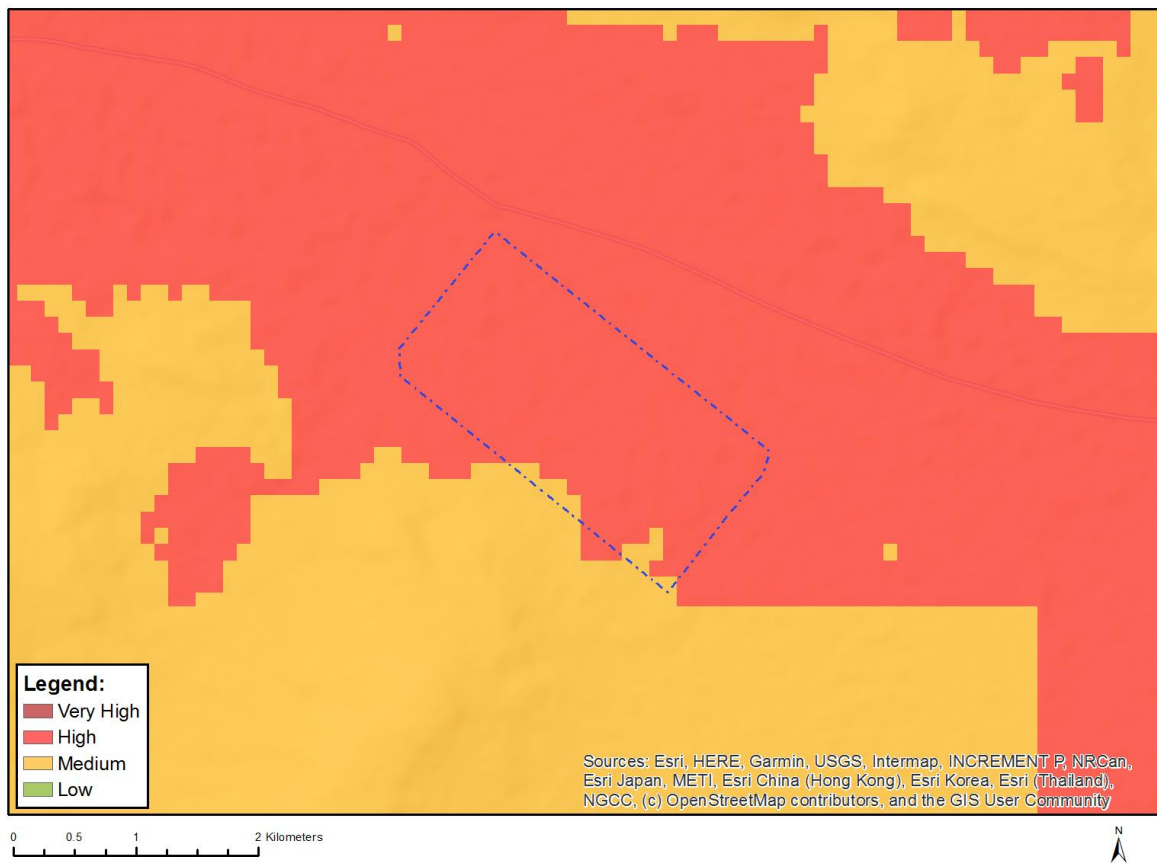 Legend:
Very High
High
Medium
Low
Sources: Esri, HERE, Garmin, USGS, Intermap, INCREMENT P, NRCan,
Esri Japan, METI, Esri China (Hong Kong), Esri Korea, Esri (Thailand),
NGCC, (c) OpenStreetMap contributors, and the GIS User Community
0 0.5 1 2 Kilometers
N